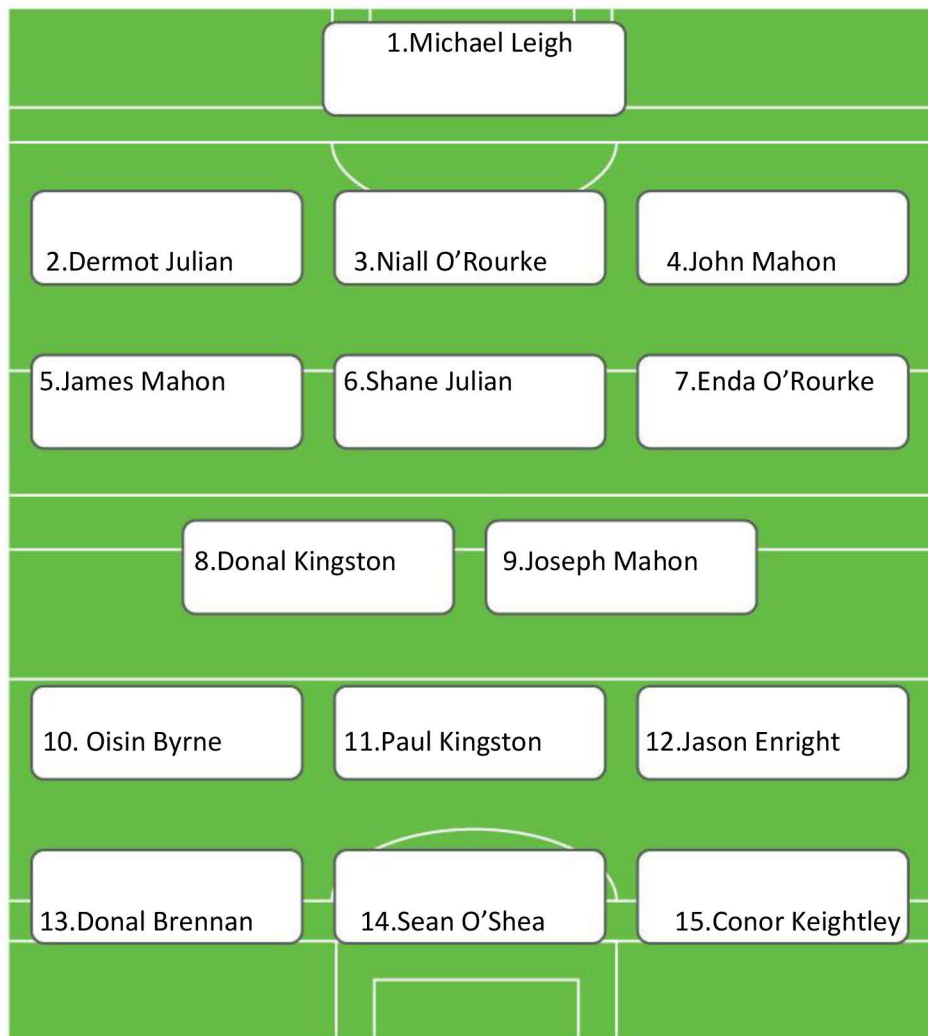 1.Michael Leigh
2.Dermot Julian
3.Niall O’Rourke
4.John Mahon
5.James Mahon
6.Shane Julian
7.Enda O’Rourke
8.Donal Kingston
9.Joseph Mahon
10. Oisin Byrne
11.Paul Kingston
12.Jason Enright
13.Donal Brennan
14.Sean O’Shea
15.Conor Keightley